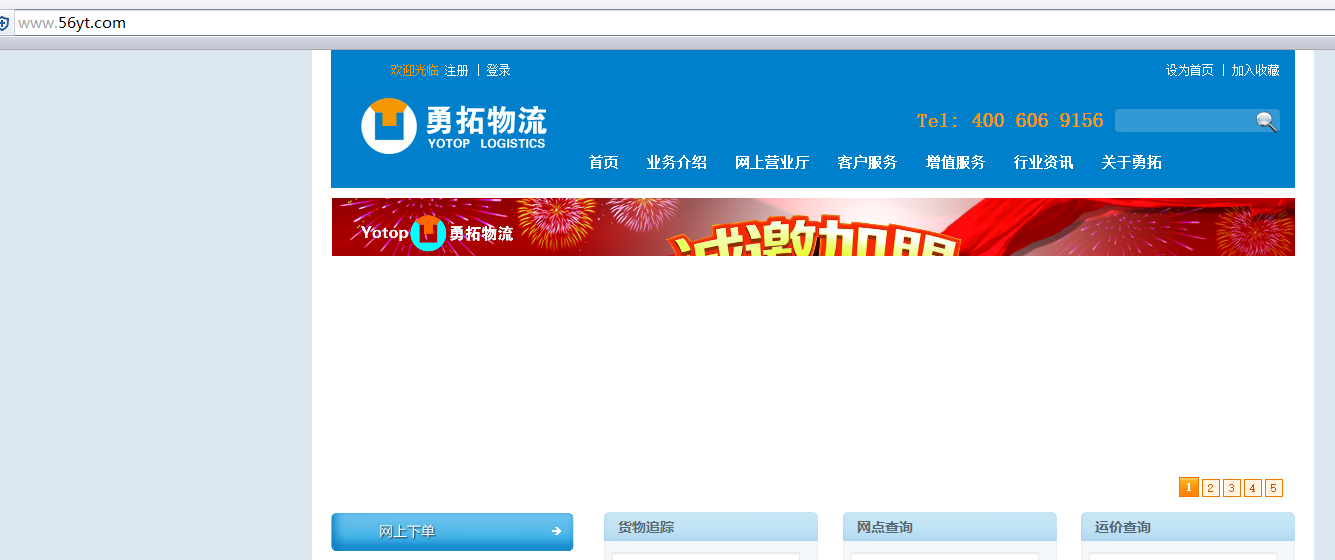 www.56yt.com
欢迎光临 注册 | 登录
设为首页 | 加入收藏
勇拓物流
YOTOP LOGISTICS
Tel: 400 606 9156
首页 业务介绍 网上营业厅 客户服务 增值服务 行业资讯 关于勇拓
Yotop 勇拓物流
诚邀加盟
1 2 3 4 5
网上下单
货物追踪
网点查询
运价查询